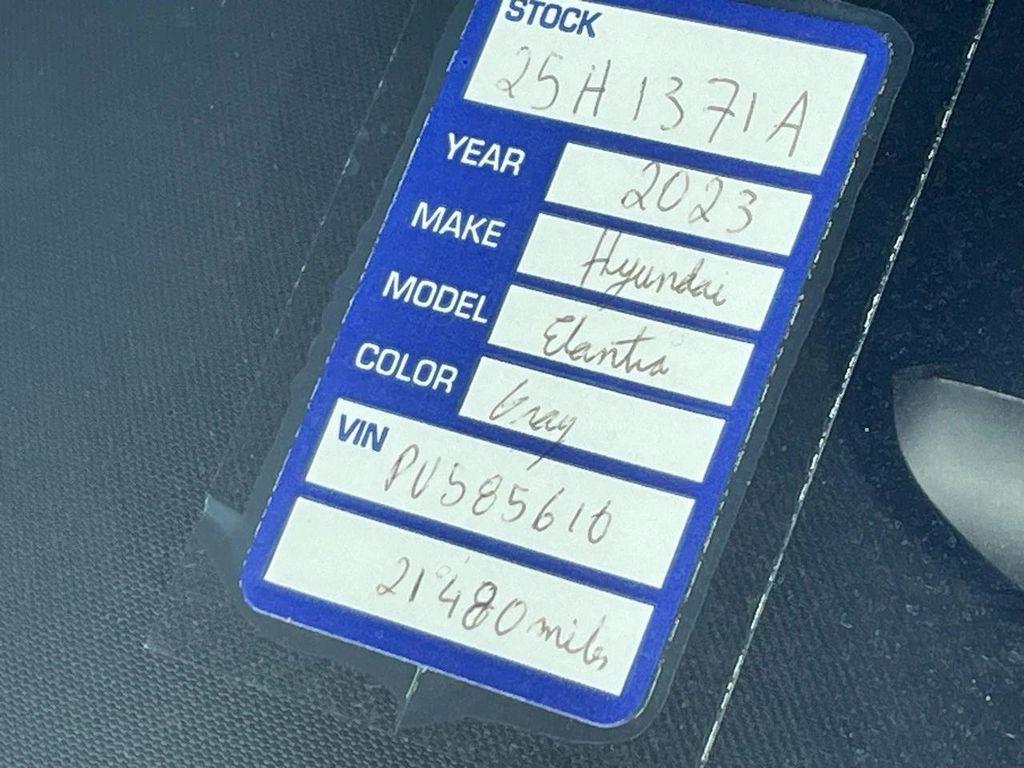 STOCK
25H1371A
YEAR 2023
MAKE Hyundai
MODEL Elantra
COLOR Gray
VIN
PU585610
21480 miles